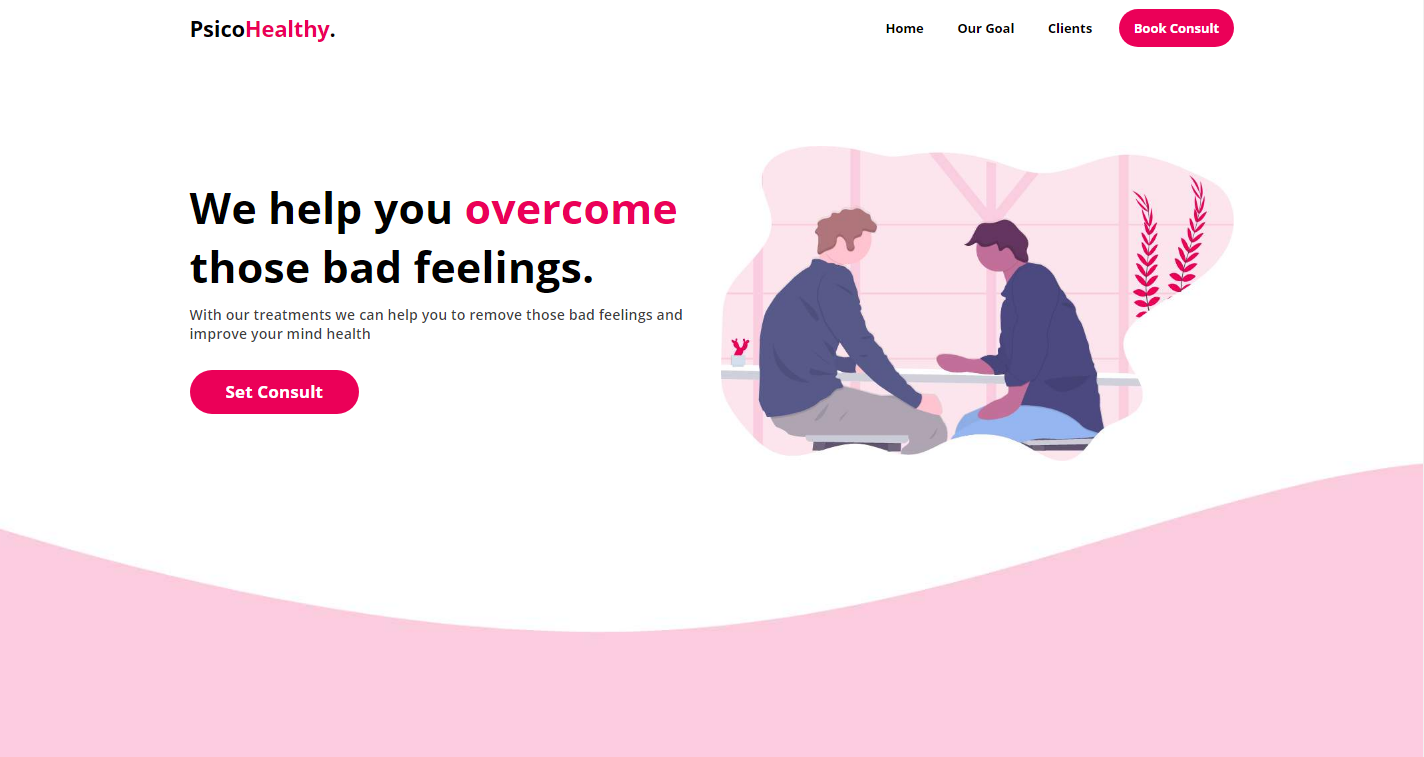 PsicoHealthy.
Home
Our Goal
Clients
Book Consult
We help you overcome
those bad feelings.
With our treatments we can help you to remove those bad feelings and
improve your mind health
Set Consult